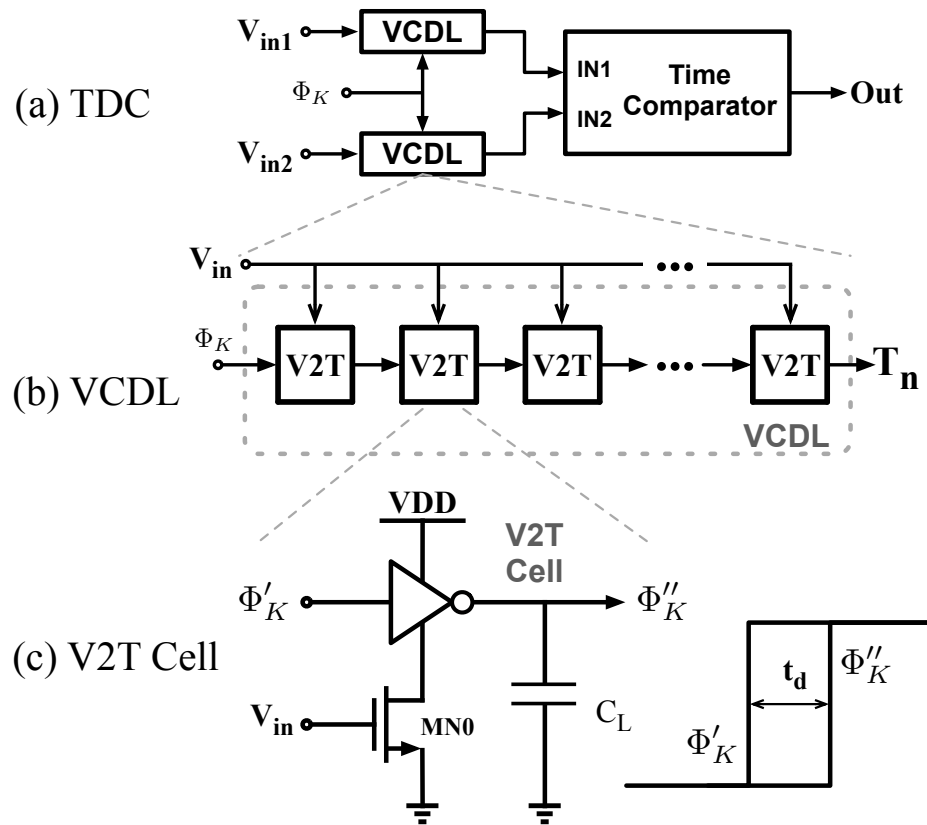 V_in1
VCDL
Φ_K
(a) TDC
V_in2
VCDL
IN1
IN2
Time
Comparator
Out
V_in
•••
Φ_K
V2T
V2T
V2T
•••
V2T
T_n
(b) VCDL
VCDL
VDD
V2T
Cell
Φ'_K
Φ''_K
(c) V2T Cell
V_in
MN0
C_L
Φ'_K
t_d
Φ''_K